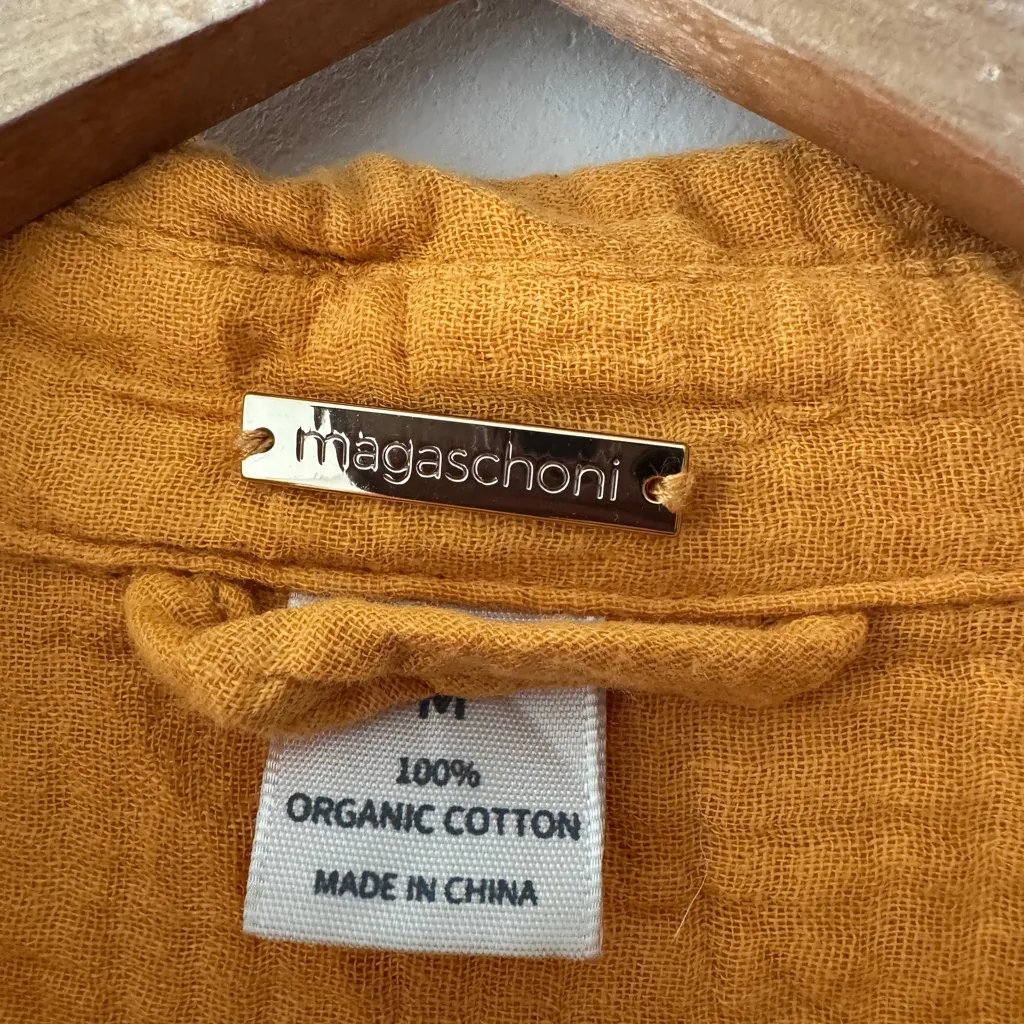 magaschoni
M
100%
ORGANIC COTTON
MADE IN CHINA